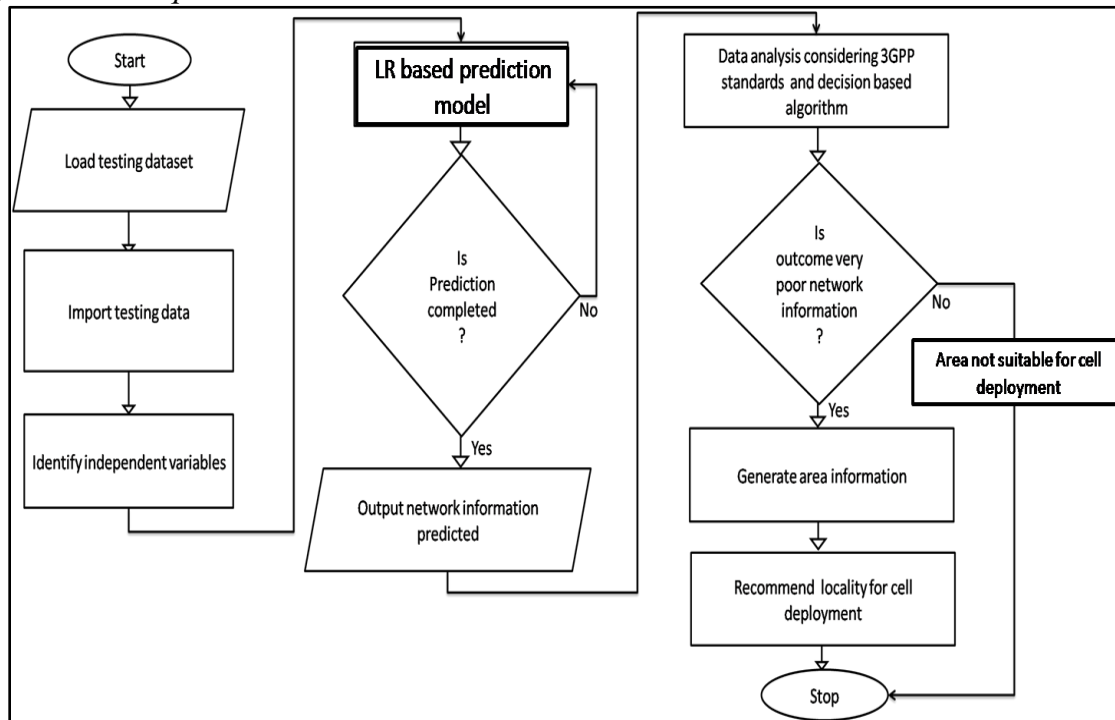 Start
Load testing dataset
Import testing data
Identify independent variables
LR based prediction
model
Is
Prediction
completed
?
No
Yes
Output network information
predicted
Data analysis considering 3GPP
standards and decision based
algorithm
Is
outcome very
poor network
information
?
No
Area not suitable for cell
deployment
Yes
Generate area information
Recommend locality for cell
deployment
Stop